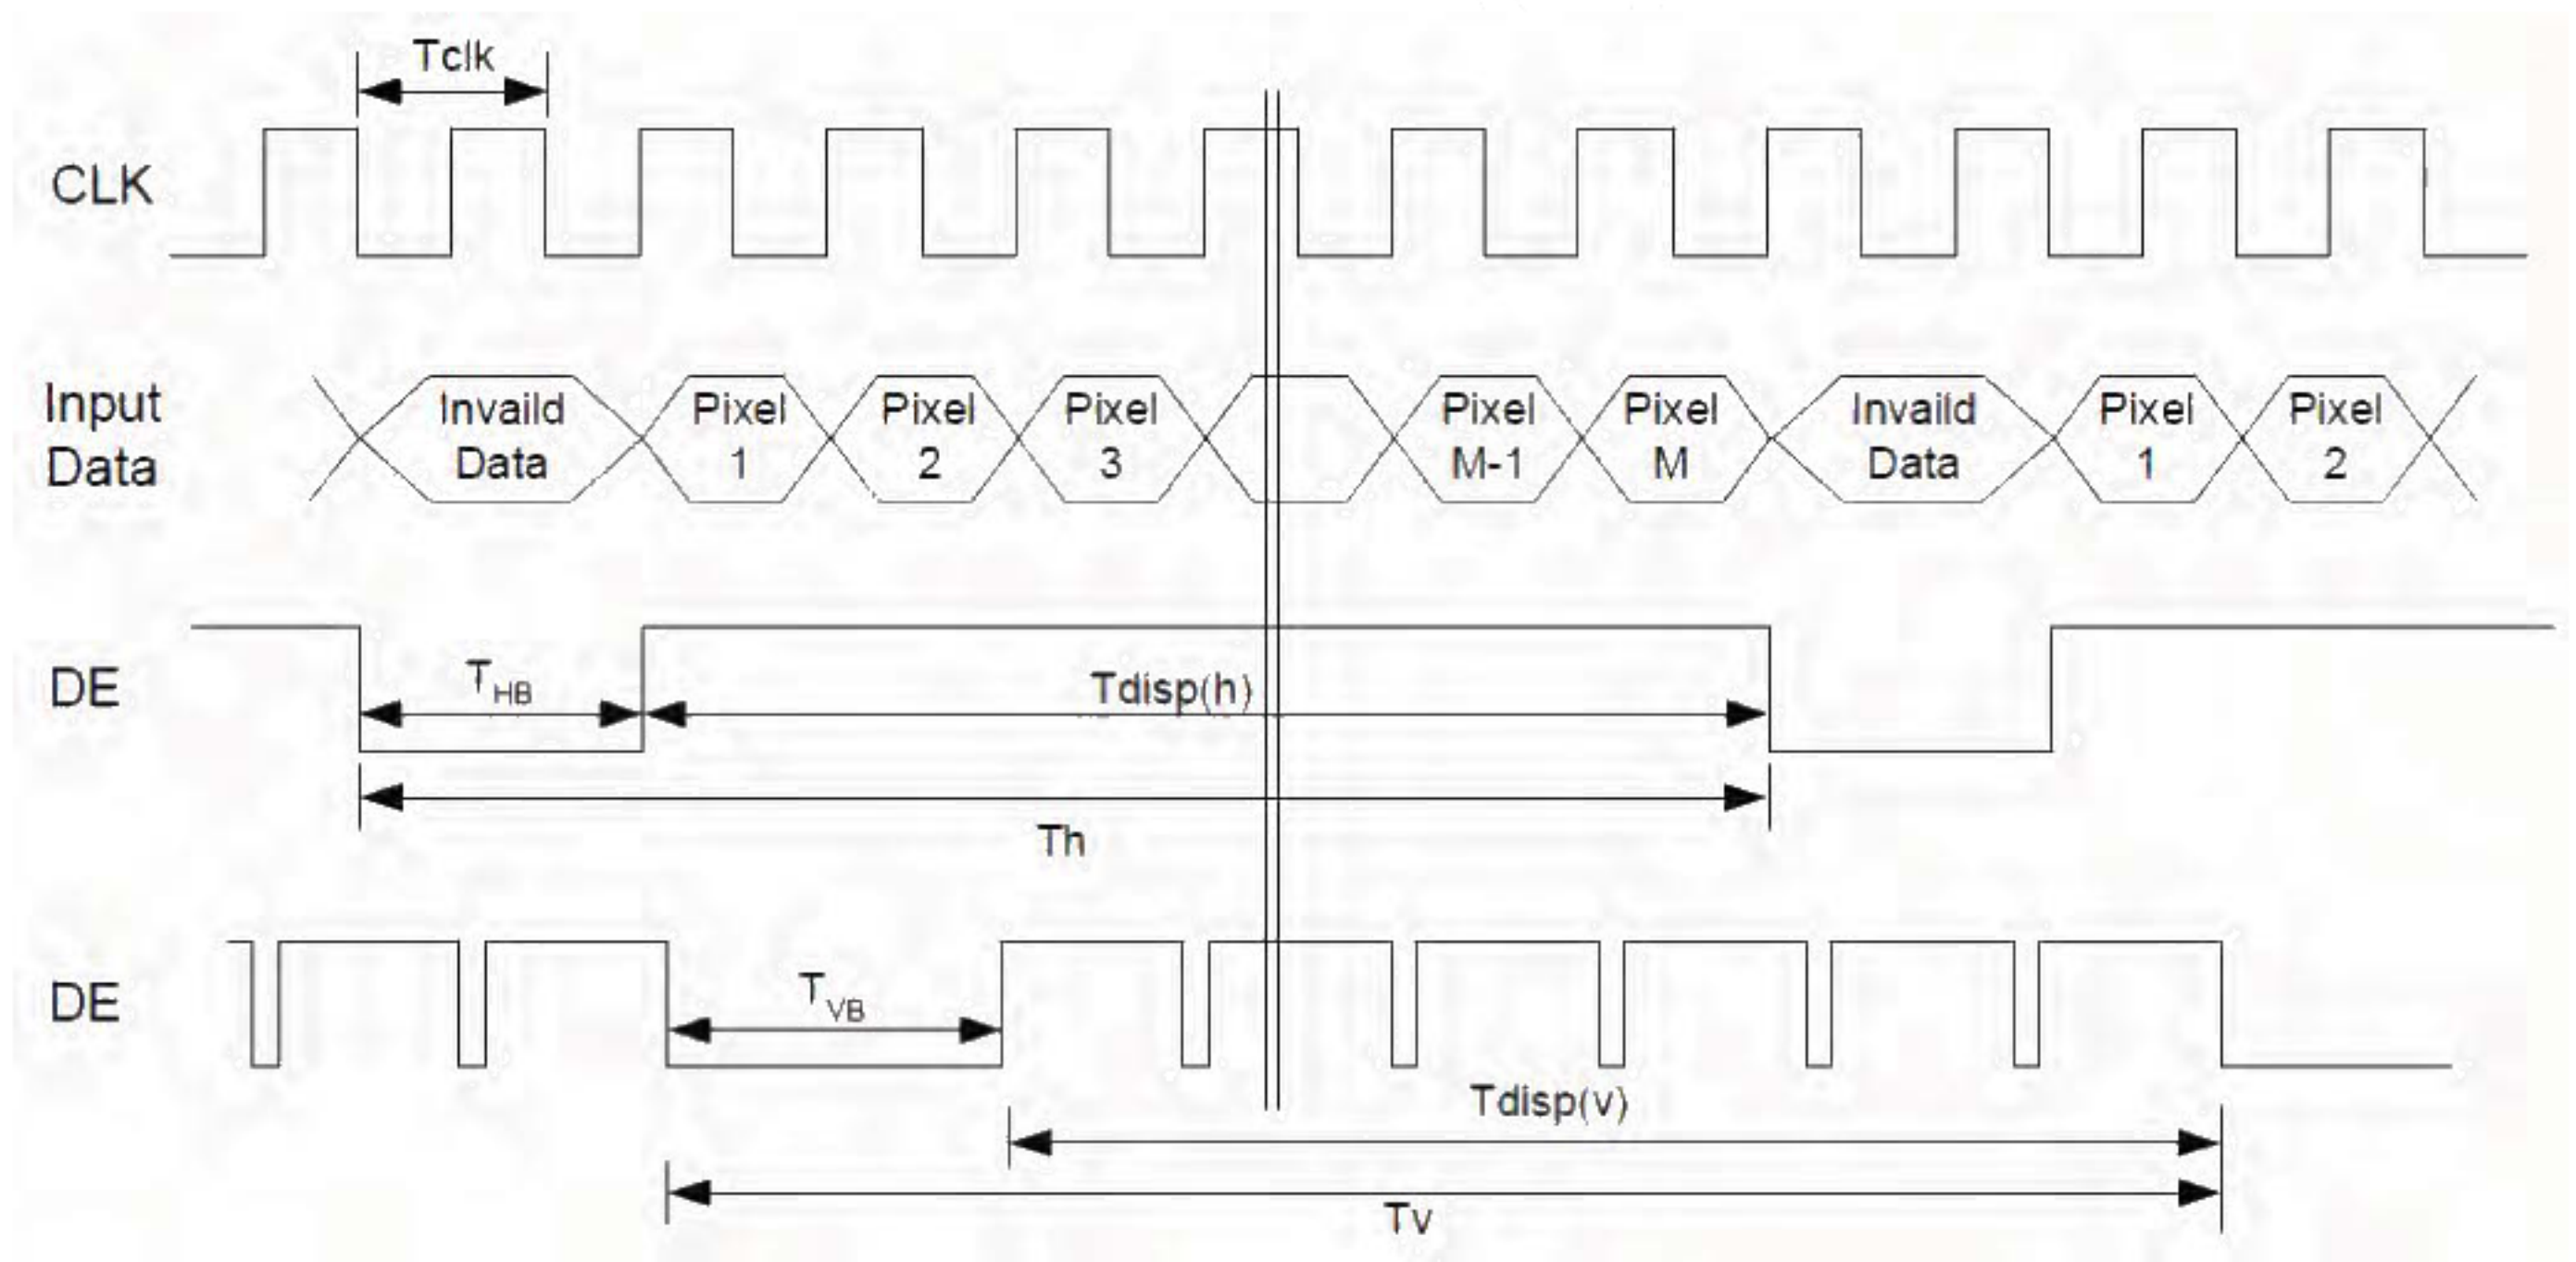 Tclk
CLK
Input
Data
Invaild
Data
Pixel
1
Pixel
2
Pixel
3
Pixel
M-1
Pixel
M
Invaild
Data
Pixel
1
Pixel
2
DE
THB
Tdisp(h)
Th
DE
TVB
Tdisp(v)
Tv